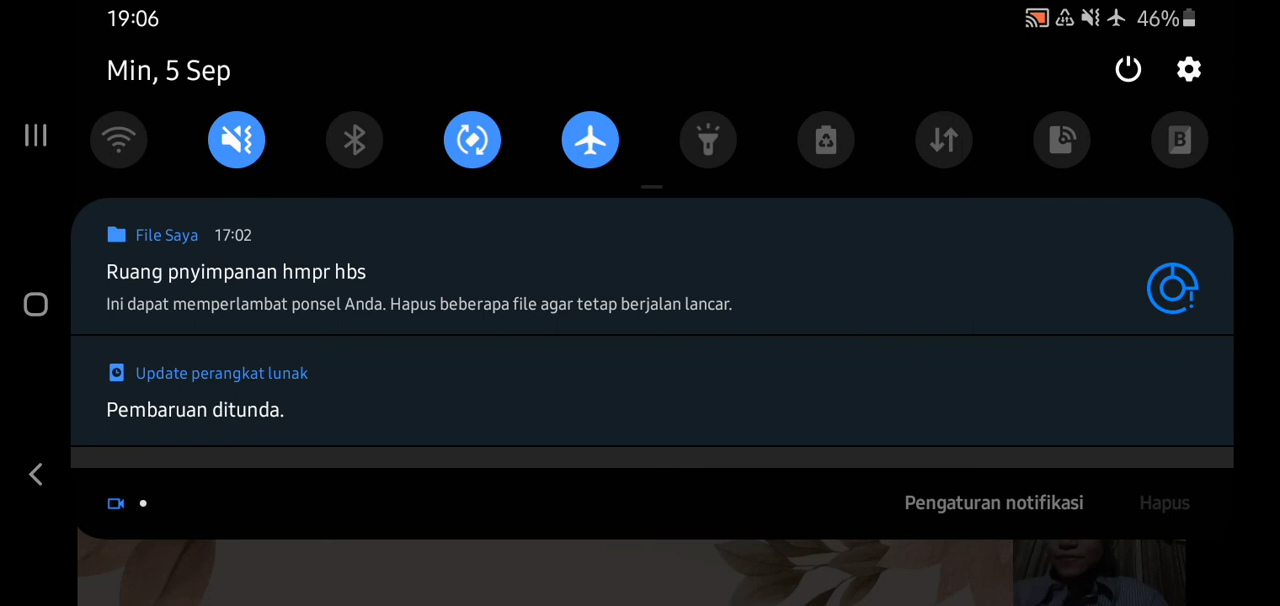 19:06
46%
Min, 5 Sep
File Saya 17:02
Ruang pnyimpanan hmpr hbs
Ini dapat memperlambat ponsel Anda. Hapus beberapa file agar tetap berjalan lancar.
Update perangkat lunak
Pembaruan ditunda.
Pengaturan notifikasi Hapus